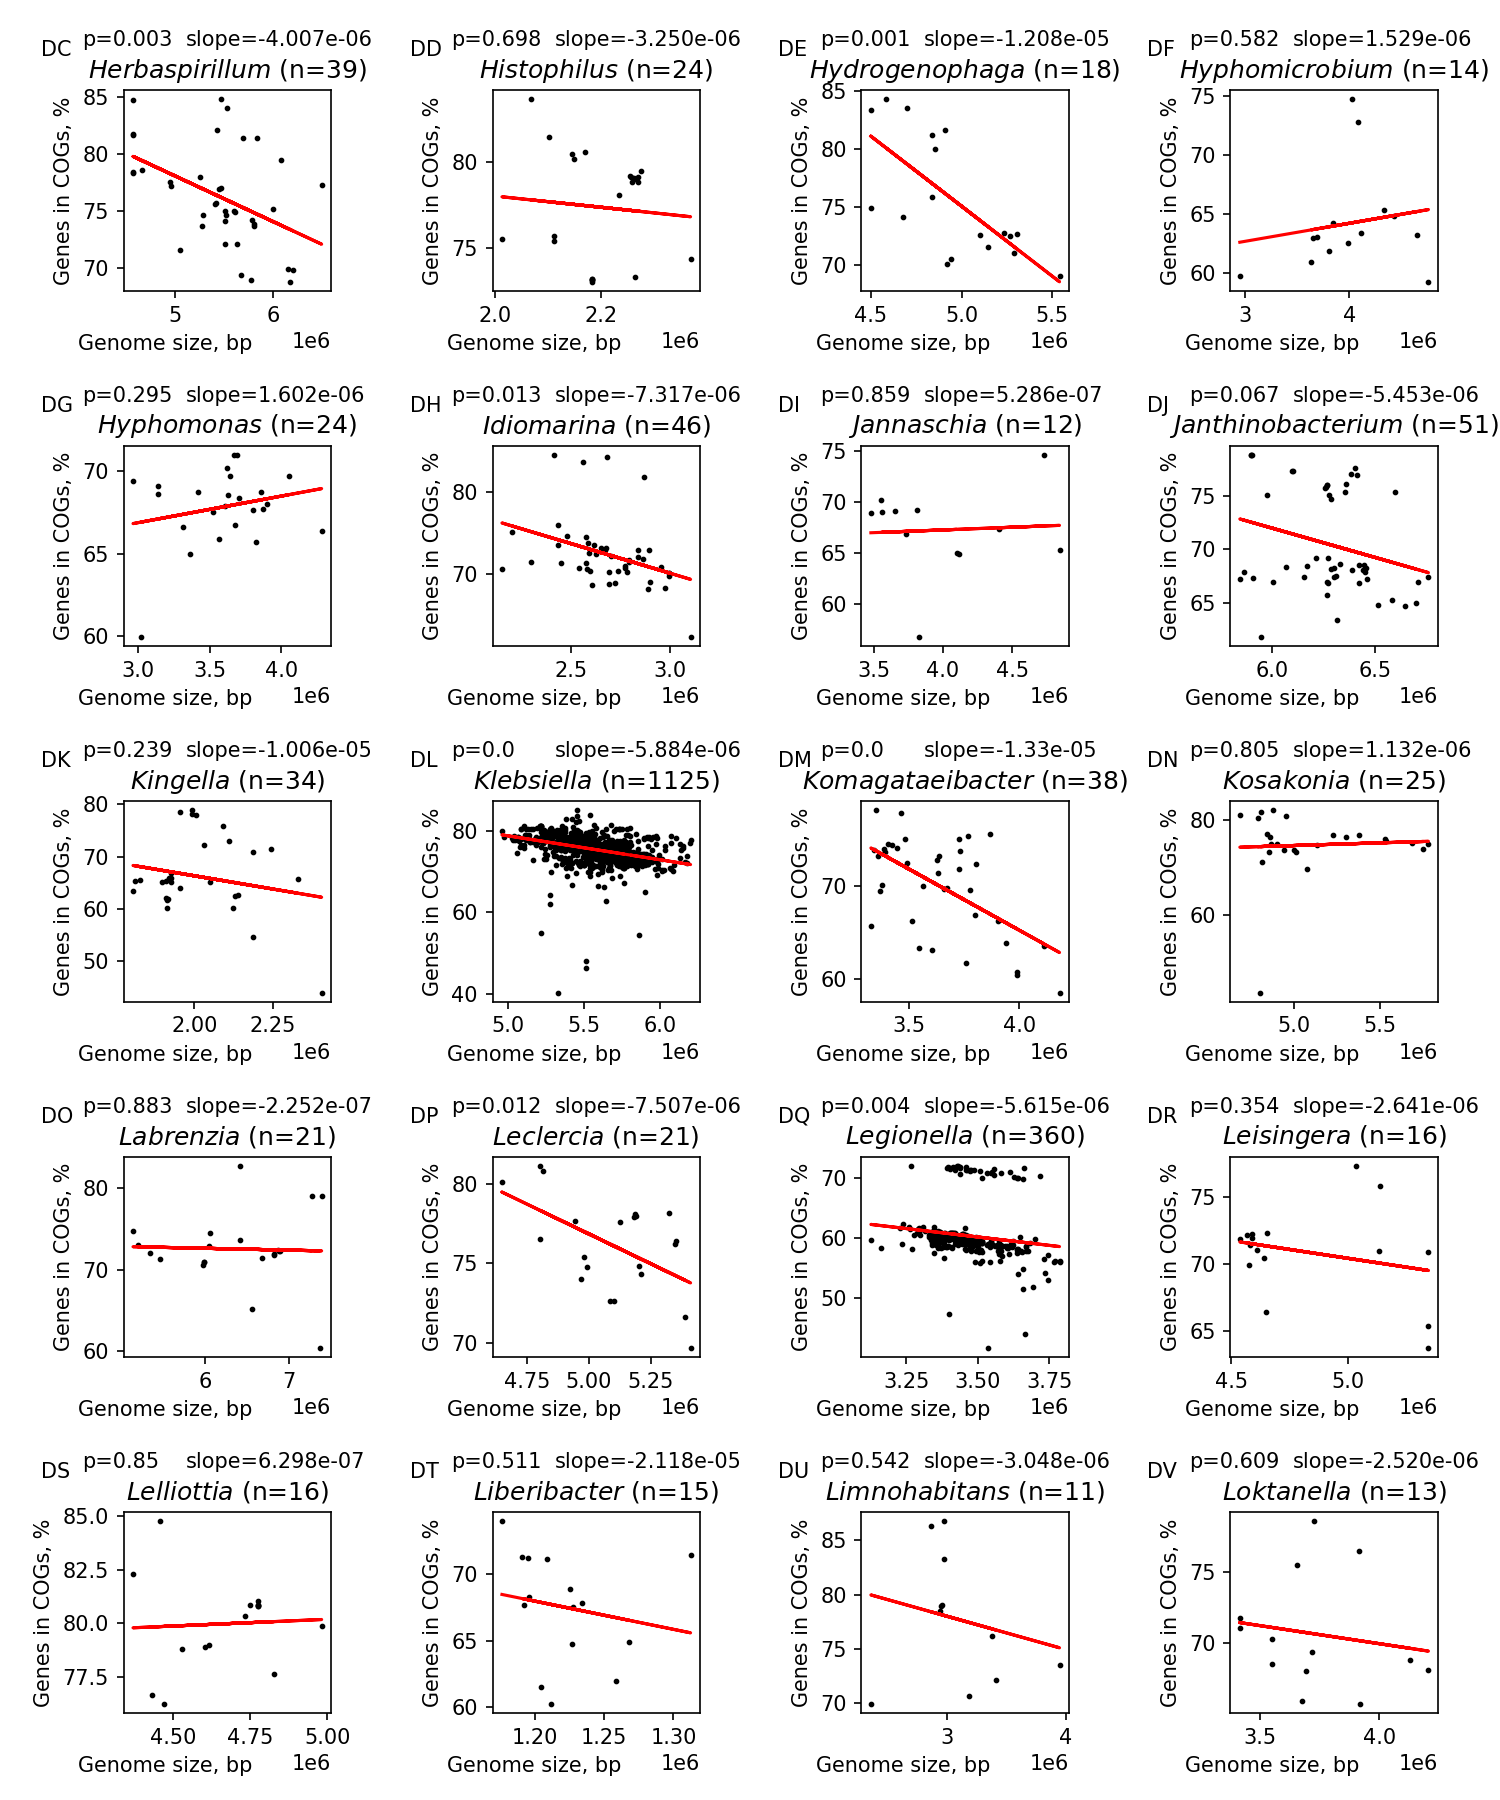 DC p=0.003 slope=-4.007e-06
Herbaspirillum (n=39)
Genes in COGs, %
85
80
75
70
5 6
Genome size, bp 1e6
DD p=0.698 slope=-3.250e-06
Histophilus (n=24)
Genes in COGs, %
80
75
2.0 2.2
Genome size, bp 1e6
DE p=0.001 slope=-1.208e-05
Hydrogenophaga (n=18)
Genes in COGs, %
85
80
75
70
4.5 5.0 5.5
Genome size, bp 1e6
DF p=0.582 slope=1.529e-06
Hyphomicrobium (n=14)
Genes in COGs, %
75
70
65
60
3 4
Genome size, bp 1e6
DG p=0.295 slope=1.602e-06
Hyphomonas (n=24)
Genes in COGs, %
70
65
60
3.0 3.5 4.0
Genome size, bp 1e6
DH p=0.013 slope=-7.317e-06
Idiomarina (n=46)
Genes in COGs, %
80
70
2.5 3.0
Genome size, bp 1e6
DI p=0.859 slope=5.286e-07
Jannaschia (n=12)
Genes in COGs, %
75
70
65
60
3.5 4.0 4.5
Genome size, bp 1e6
DJ p=0.067 slope=-5.453e-06
Janthinobacterium (n=51)
Genes in COGs, %
75
70
65
6.0 6.5
Genome size, bp 1e6
DK p=0.239 slope=-1.006e-05
Kingella (n=34)
Genes in COGs, %
80
70
60
50
2.00 2.25
Genome size, bp 1e6
DL p=0.0 slope=-5.884e-06
Klebsiella (n=1125)
Genes in COGs, %
80
60
40
5.0 5.5 6.0
Genome size, bp 1e6
DM p=0.0 slope=-1.33e-05
Komagataeibacter (n=38)
Genes in COGs, %
70
60
3.5 4.0
Genome size, bp 1e6
DN p=0.805 slope=1.132e-06
Kosakonia (n=25)
Genes in COGs, %
80
60
5.0 5.5
Genome size, bp 1e6
DO p=0.883 slope=-2.252e-07
Labrenzia (n=21)
Genes in COGs, %
80
70
60
6 7
Genome size, bp 1e6
DP p=0.012 slope=-7.507e-06
Leclercia (n=21)
Genes in COGs, %
80
75
70
4.75 5.00 5.25
Genome size, bp 1e6
DQ p=0.004 slope=-5.615e-06
Legionella (n=360)
Genes in COGs, %
70
60
50
3.25 3.50 3.75
Genome size, bp 1e6
DR p=0.354 slope=-2.641e-06
Leisingera (n=16)
Genes in COGs, %
75
70
65
4.5 5.0
Genome size, bp 1e6
DS p=0.85 slope=6.298e-07
Lelliottia (n=16)
Genes in COGs, %
85.0
82.5
80.0
77.5
4.50 4.75 5.00
Genome size, bp 1e6
DT p=0.511 slope=-2.118e-05
Liberibacter (n=15)
Genes in COGs, %
70
65
60
1.20 1.25 1.30
Genome size, bp 1e6
DU p=0.542 slope=-3.048e-06
Limnohabitans (n=11)
Genes in COGs, %
85
80
75
70
3 4
Genome size, bp 1e6
DV p=0.609 slope=-2.520e-06
Loktanella (n=13)
Genes in COGs, %
75
70
3.5 4.0
Genome size, bp 1e6